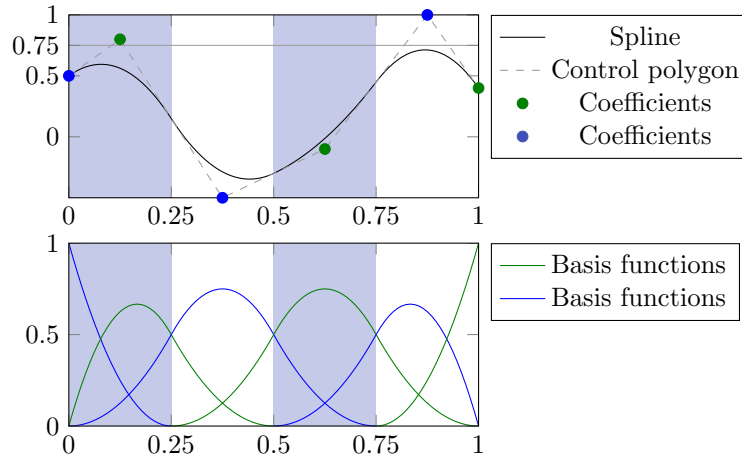 1
0.75
0.5
0
0 0.25 0.5 0.75 1
Spline
Control polygon
Coefficients
Coefficients
1
0.5
0
0 0.25 0.5 0.75 1
Basis functions
Basis functions